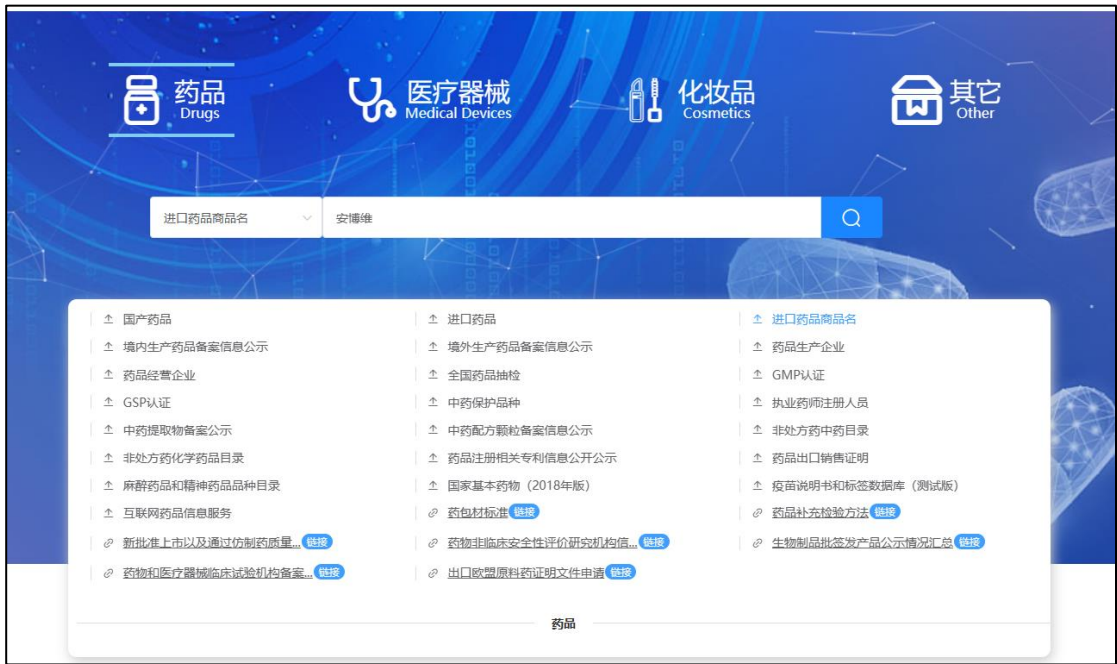 药品
Drugs
医疗器械
Medical Devices
化妆品
Cosmetics
其它
Other
进口药品商品名 安博维
国产药品 进口药品 进口药品商品名
境内生产药品备案信息公示 境外生产药品备案信息公示 药品生产企业
药品经营企业 全国药品抽检 GMP认证
GSP认证 中药保护品种 执业药师注册人员
中药提取物备案公示 中药配方颗粒备案信息公示 非处方药中药目录
非处方药化学药品目录 药品注册相关专利信息公开公示 药品出口销售证明
麻醉药品和精神药品品种目录 国家基本药物（2018年版） 疫苗说明书和标签数据库（测试版）
互联网药品信息服务 药包材标准 链接 药品补充检验方法 链接
新批准上市以及通过仿制药质量... 链接 药物非临床安全性评价研究机构信... 链接 生物制品批签发产品公示情况汇总 链接
药物和医疗器械临床试验机构备案... 链接 出口欧盟原料药证明文件申请 链接
药品